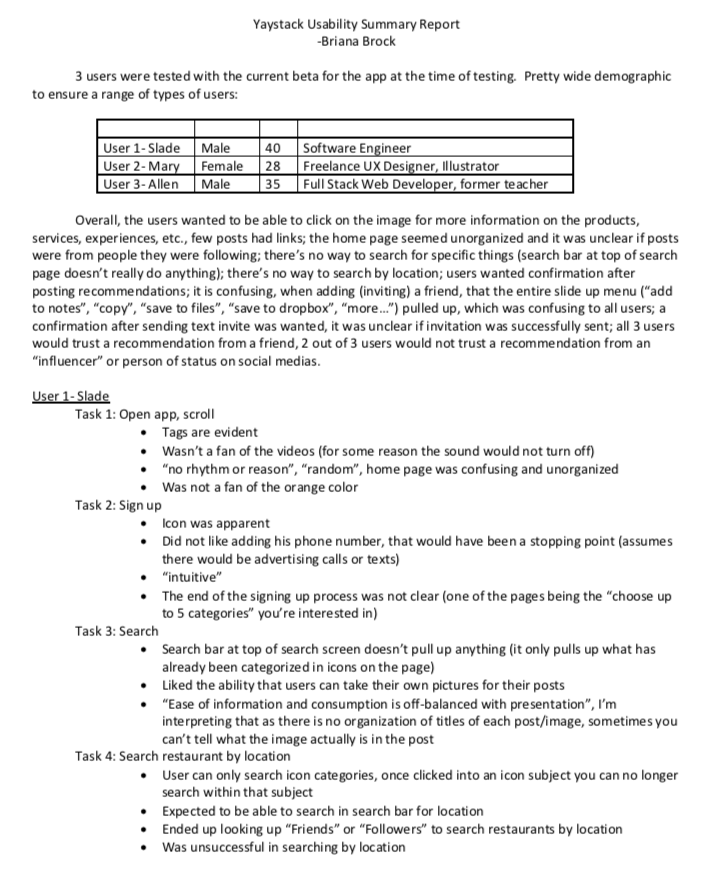 Yaystack Usability Summary Report
-Briana Brock
3 users were tested with the current beta for the app at the time of testing. Pretty wide demographic
to ensure a range of types of users:
User 1- Slade Male 40 Software Engineer
User 2- Mary Female 28 Freelance UX Designer, Illustrator
User 3- Allen Male 35 Full Stack Web Developer, former teacher
Overall, the users wanted to be able to click on the image for more information on the products,
services, experiences, etc., few posts had links; the home page seemed unorganized and it was unclear if posts
were from people they were following; there's no way to search for specific things (search bar at top of search
page doesn't really do anything); there's no way to search by location; users wanted confirmation after
posting recommendations; it is confusing, when adding (inviting) a friend, that the entire slide up menu ("add
to notes", "copy", "save to files", "save to dropbox", "more…") pulled up, which was confusing to all users; a
confirmation after sending text invite was wanted, it was unclear if invitation was successfully sent; all 3 users
would trust a recommendation from a friend, 2 out of 3 users would not trust a recommendation from an
"influencer" or person of status on social medias.
User 1- Slade
Task 1: Open app, scroll
• Tags are evident
• Wasn't a fan of the videos (for some reason the sound would not turn off)
• "no rhythm or reason", "random", home page was confusing and unorganized
• Was not a fan of the orange color
Task 2: Sign up
• Icon was apparent
• Did not like adding his phone number, that would have been a stopping point (assumes
there would be advertising calls or texts)
• "intuitive"
• The end of the signing up process was not clear (one of the pages being the "choose up
to 5 categories" you're interested in)
Task 3: Search
• Search bar at top of search screen doesn't pull up anything (it only pulls up what has
already been categorized in icons on the page)
• Liked the ability that users can take their own pictures for their posts
• "Ease of information and consumption is off-balanced with presentation", I'm
interpreting that as there is no organization of titles of each post/image, sometimes you
can't tell what the image actually is in the post
Task 4: Search restaurant by location
• User can only search icon categories, once clicked into an icon subject you can no longer
search within that subject
• Expected to be able to search in search bar for location
• Ended up looking up "Friends" or "Followers" to search restaurants by location
• Was unsuccessful in searching by location